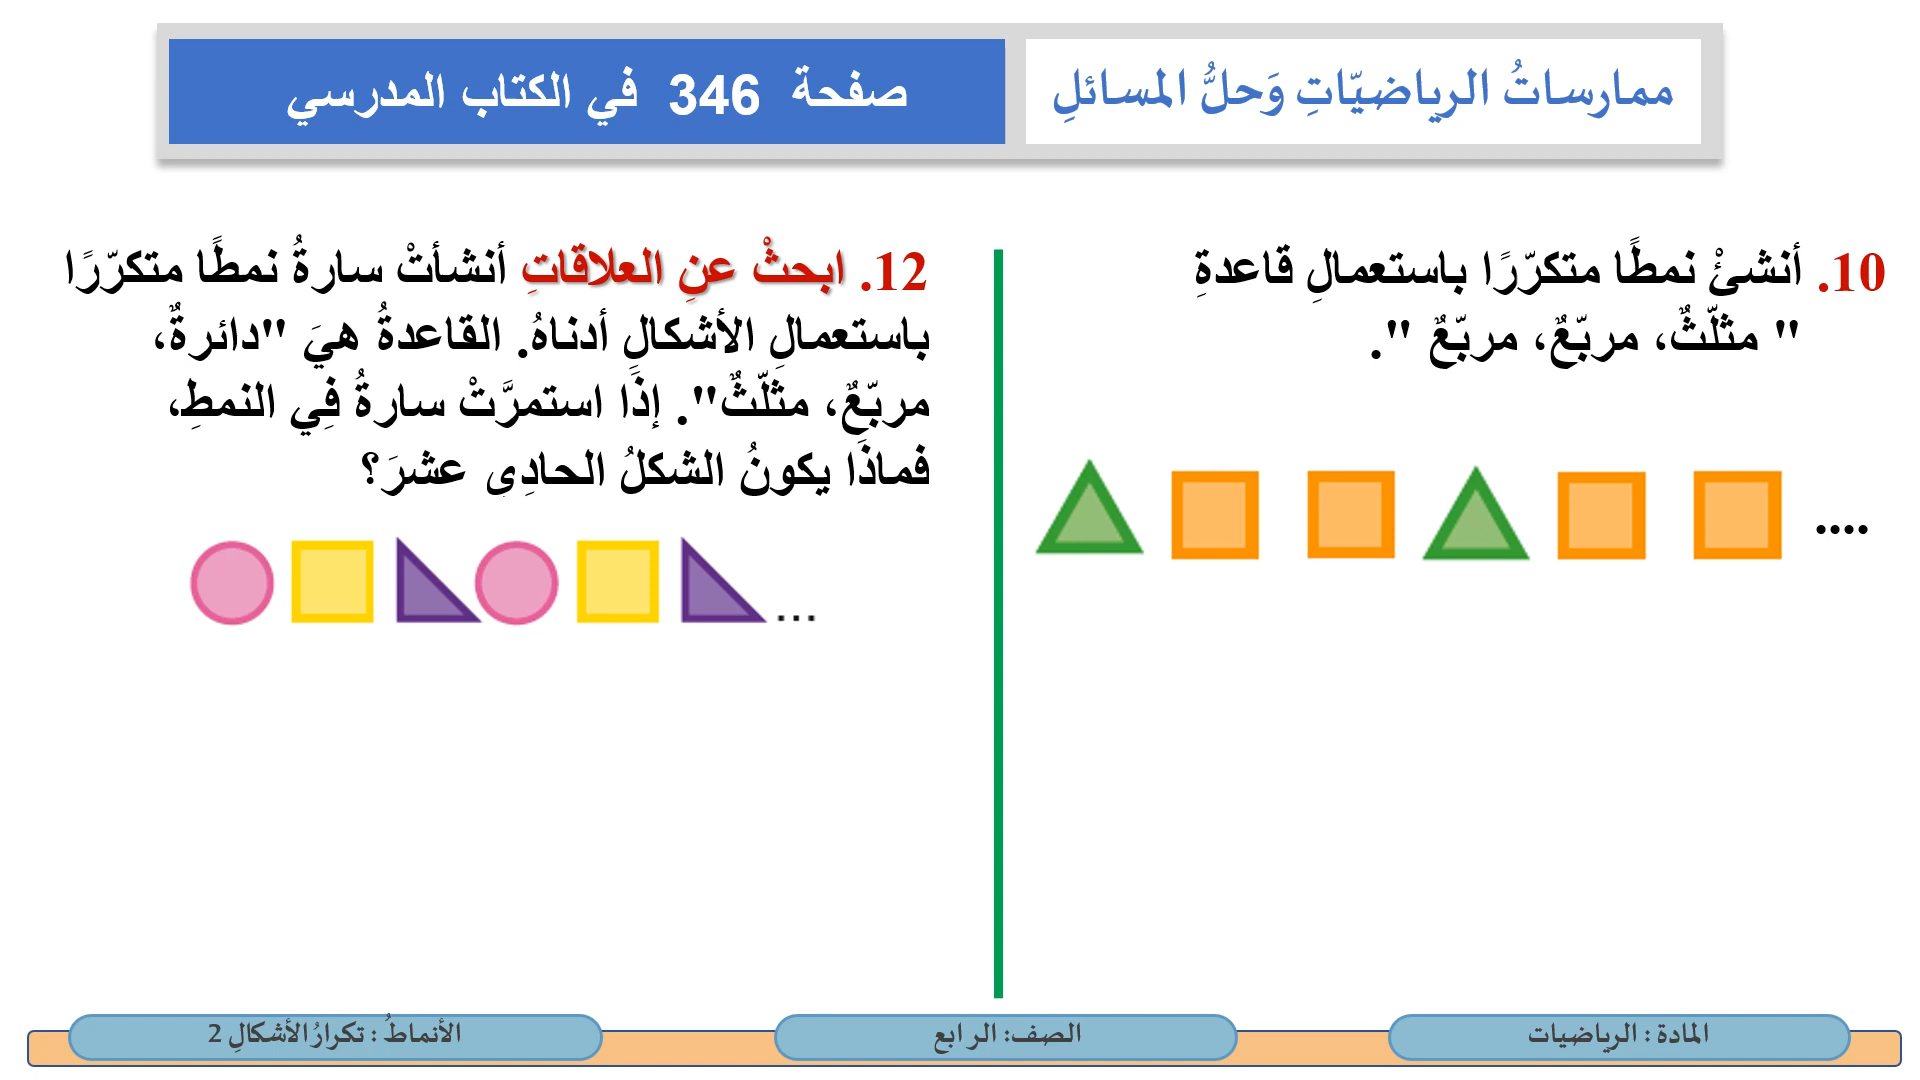 ممارساتُ الرياضيّاتِ وَحلُّ المسائلِ
صفحة 346 في الكتاب المدرسي
10. أنشئْ نمطًا متكرّرًا باستعمالِ قاعدةِ
" مثلّثٌ، مربّعٌ، مربّعٌ ".
....
12. ابحثْ عنِ العلاقاتِ أنشأتْ سارةُ نمطًا متكرّرًا
باستعمالِ الأشكالِ أدناهُ. القاعدةُ هيَ "دائرةٌ،
مربّعٌ، مثلّثٌ". إذَا استمرَّتْ سارةُ فِي النمطِ،
فماذَا يكونُ الشكلُ الحادِى عشرَ؟
...
المادة : الرياضيات
الصف: الرابع
الأنماطُ : تكرارُ الأشكالِ 2